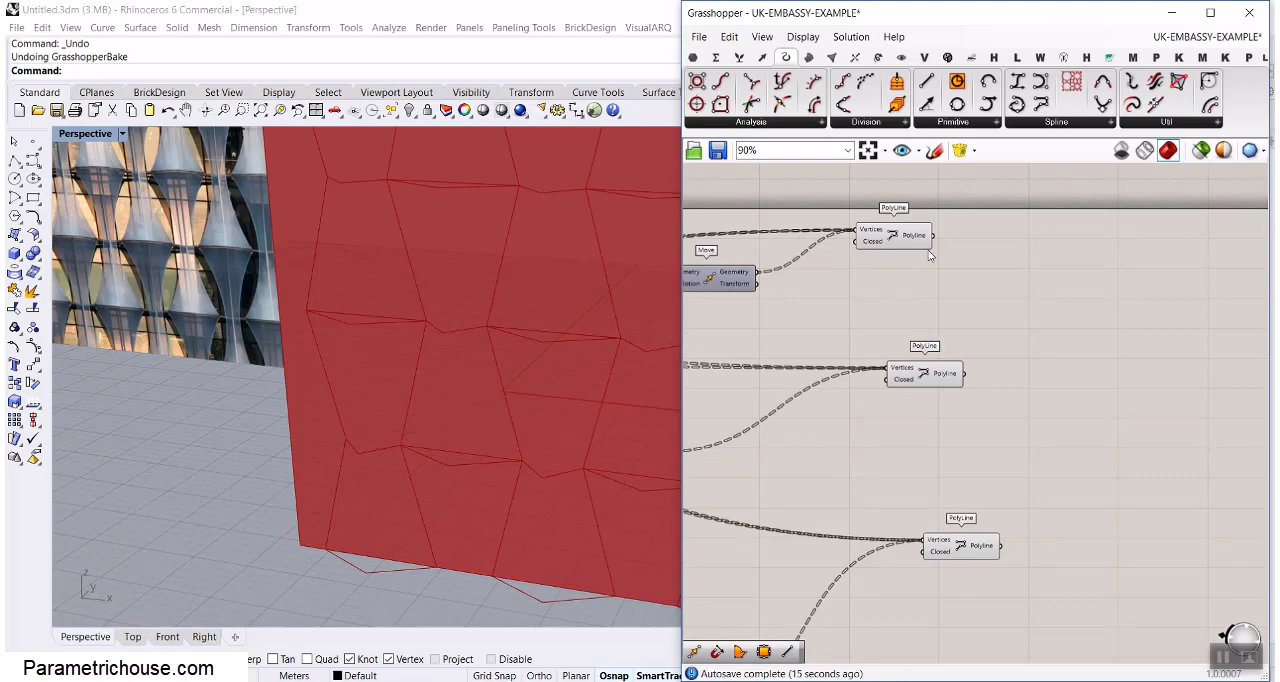 Untitled.3dm (3 MB) - Rhinoceros 6 Commercial - [Perspective]
File Edit View Curve Surface Solid Mesh Dimension Transform Tools Analyze Render Panels Paneling Tools BrickDesign VisualARQ
Command: _Undo
Undoing GrasshopperBake
Command:
Standard CPlanes BrickDesign Set View Display Select Viewport Layout Visibility Transform Curve Tools Surface T
Perspective
z
y
x
Perspective Top Front Right
erp Tan Quad Knot Vertex Project Disable
Meters Default Grid Snap Ortho Planar Osnap SmartTrac
Parametrichouse.com
Grasshopper - UK-EMBASSY-EXAMPLE*
File Edit View Display Solution Help UK-EMBASSY-EXAMPLE*
H L W H V M P K M K P L
Analysis Division Primitive Spline Util
90%
PolyLine
Vertices Polyline
Closed
Move
metry Geometry
otion Transform
PolyLine
Vertices Polyline
Closed
PolyLine
Vertices Polyline
Closed
Autosave complete (15 seconds ago)
1.0.0007